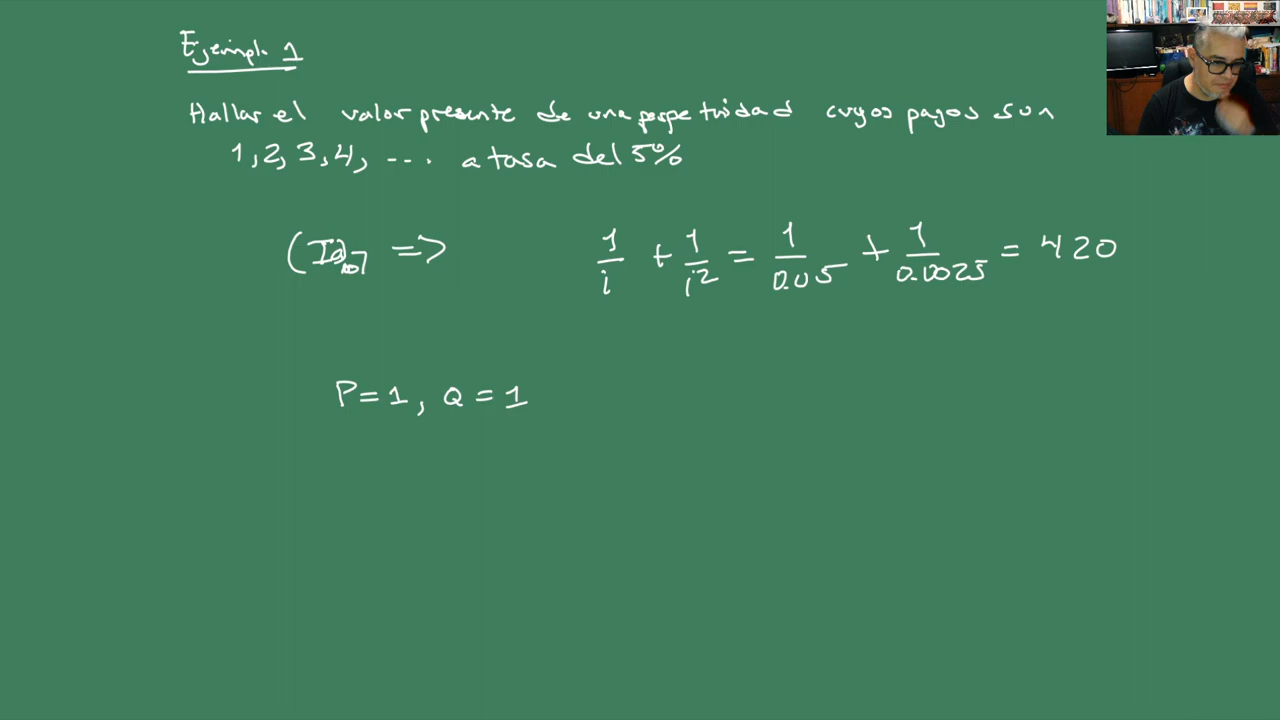 Ejemplo 1
Hallar el valor presente de una perpetuidad cuyos pagos son
1, 2, 3, 4, .... a tasa del 5%
(Ia)∞⌉ => 1/i + 1/i² = 1/0.05 + 1/0.0025 = 420
P = 1, Q = 1